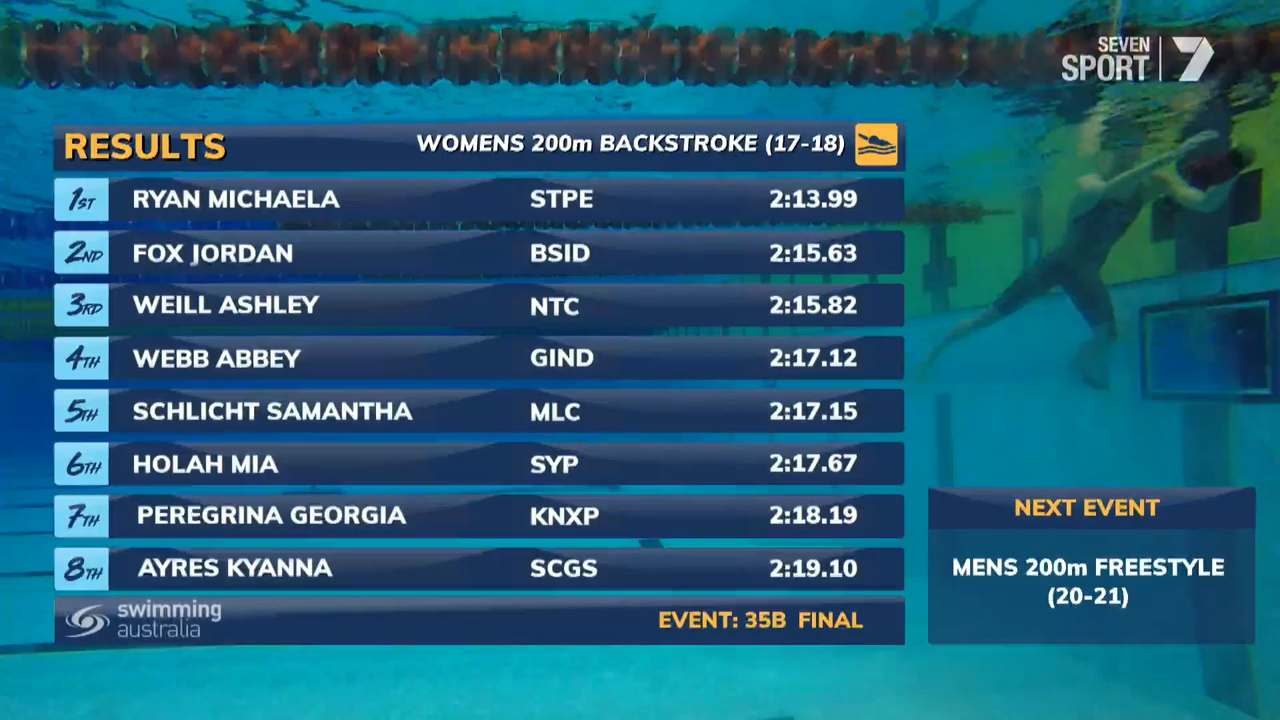 SEVEN
SPORT 7
RESULTS WOMENS 200m BACKSTROKE (17-18)
1ST RYAN MICHAELA STPE 2:13.99
2ND FOX JORDAN BSID 2:15.63
3RD WEILL ASHLEY NTC 2:15.82
4TH WEBB ABBEY GIND 2:17.12
5TH SCHLICHT SAMANTHA MLC 2:17.15
6TH HOLAH MIA SYP 2:17.67
7TH PEREGRINA GEORGIA KNXP 2:18.19
8TH AYRES KYANNA SCGS 2:19.10
swimming
australia
EVENT: 35B FINAL
NEXT EVENT
MENS 200m FREESTYLE
(20-21)